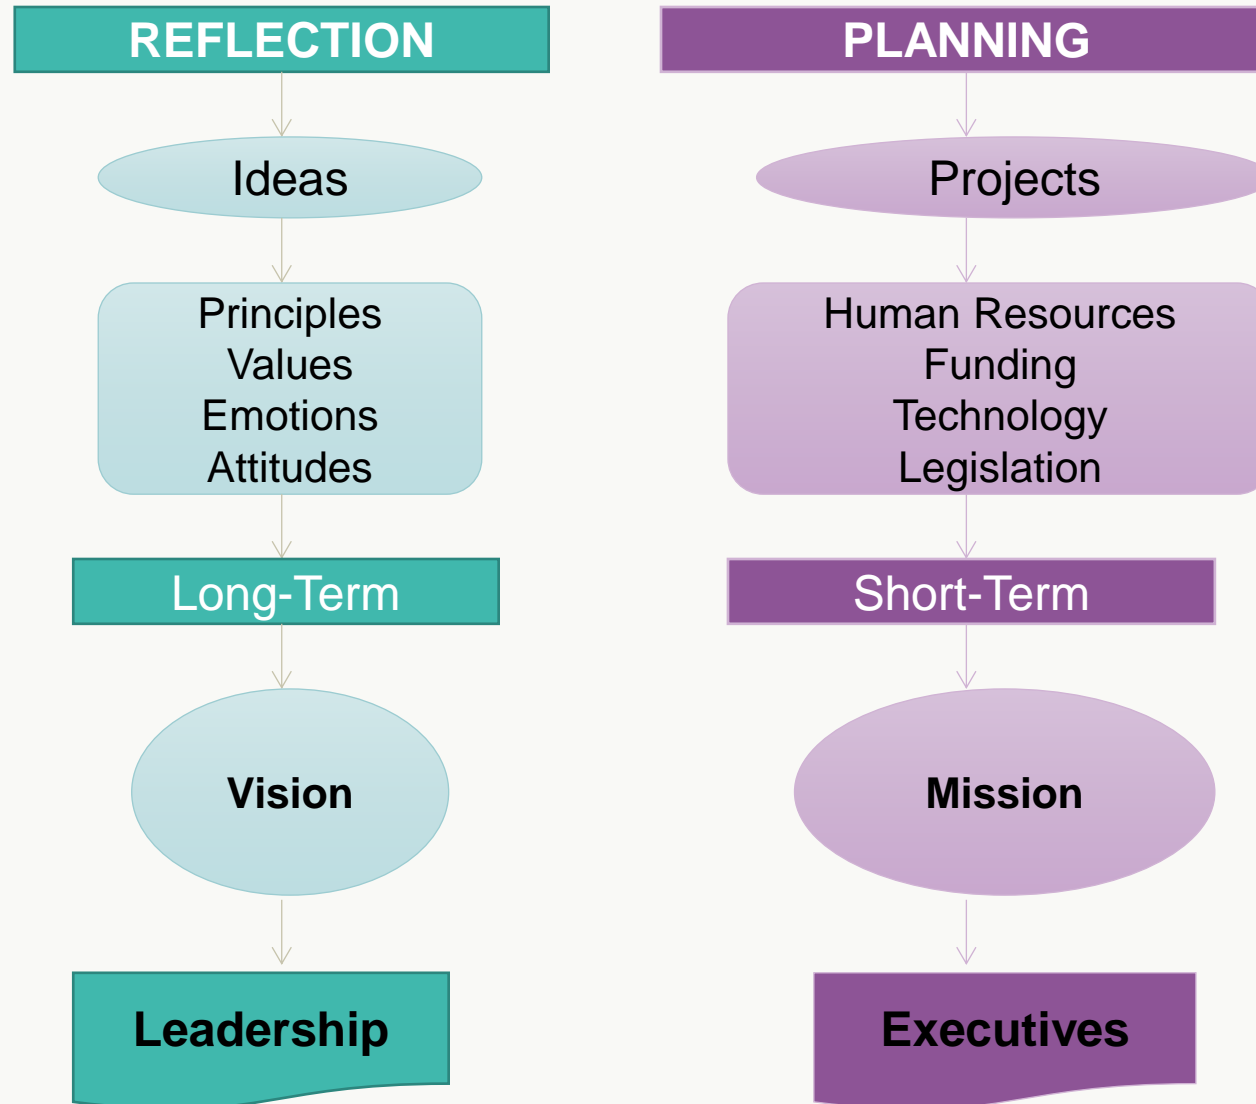 REFLECTION
Ideas
Principles
Values
Emotions
Attitudes
Long-Term
Vision
Leadership
PLANNING
Projects
Human Resources
Funding
Technology
Legislation
Short-Term
Mission
Executives